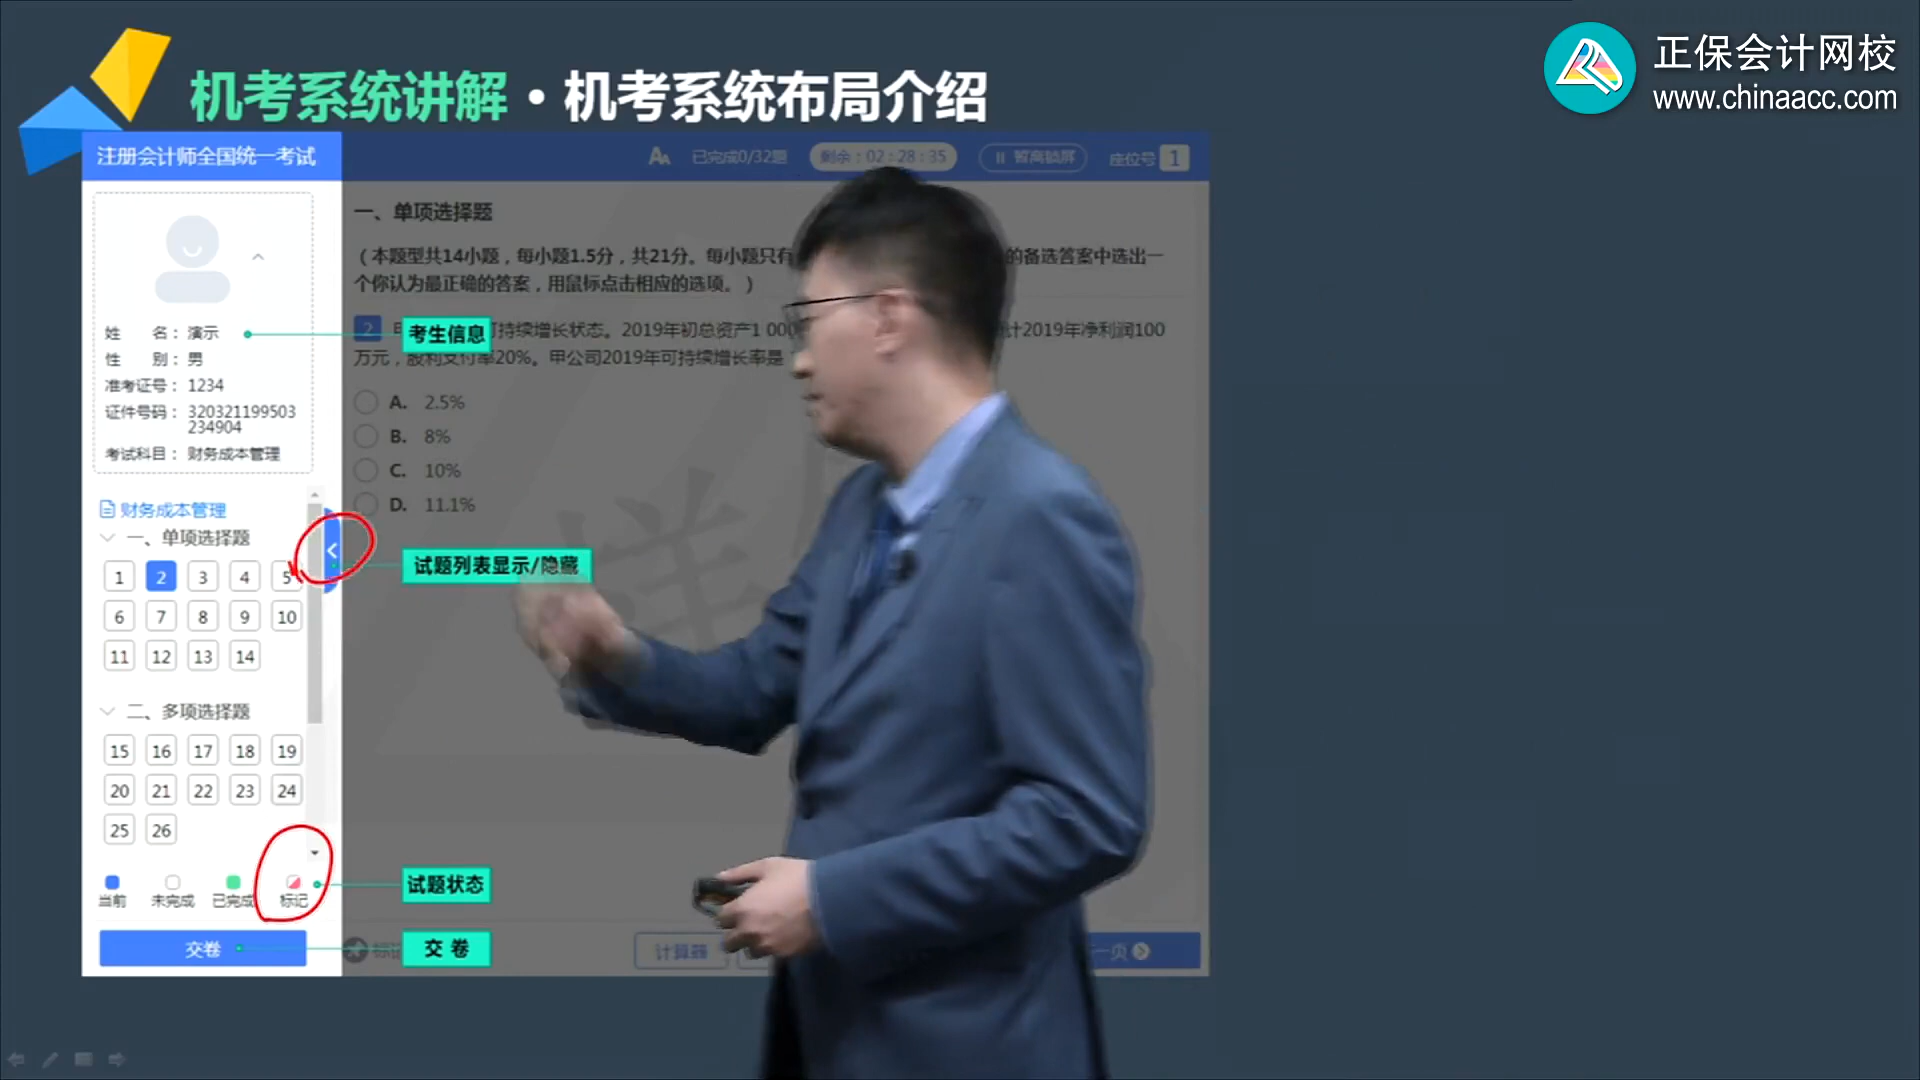 正保会计网校
www.chinaacc.com
机考系统讲解·机考系统布局介绍
注册会计师全国统一考试
AA 已完成0/32题 剩余：02:28:35 暂离锁屏 座位号 1
姓 名： 演示
性 别： 男
准考证号： 1234
证件号码： 320321199503
234904
考试科目： 财务成本管理
考生信息
财务成本管理
一、单项选择题
1 2 3 4 5
6 7 8 9 10
11 12 13 14
二、多项选择题
15 16 17 18 19
20 21 22 23 24
25 26
当前 未完成 已完成 标记
交卷
试题列表显示/隐藏
试题状态
交 卷
一、单项选择题
（本题型共14小题，每小题1.5分，共21分。每小题只有 的备选答案中选出一
个你认为最正确的答案，用鼠标点击相应的选项。）
2 可持续增长状态。2019年初总资产1 000 计2019年净利润100
万元，股利支付率20%。甲公司2019年可持续增长率是
A. 2.5%
B. 8%
C. 10%
D. 11.1%
标记 计算器 一页